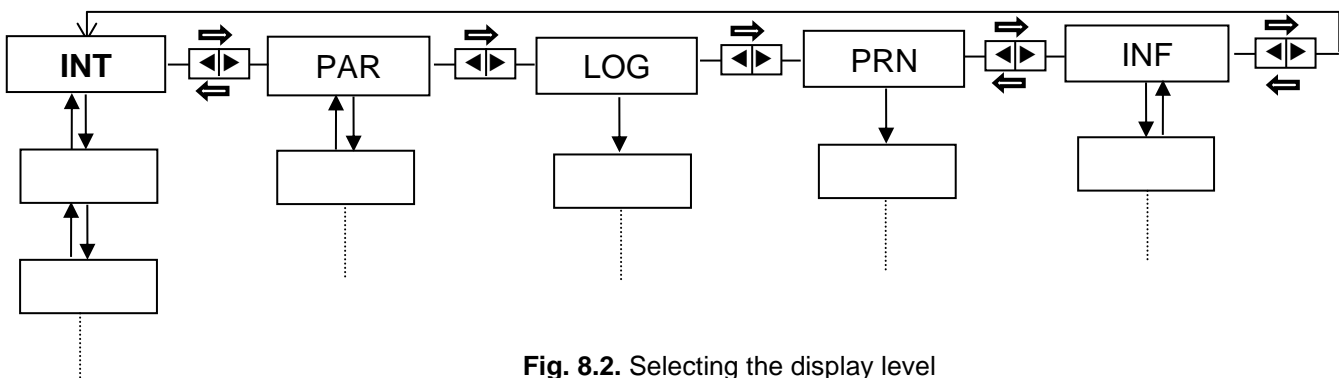 INT PAR LOG PRN INF
Fig. 8.2. Selecting the display level